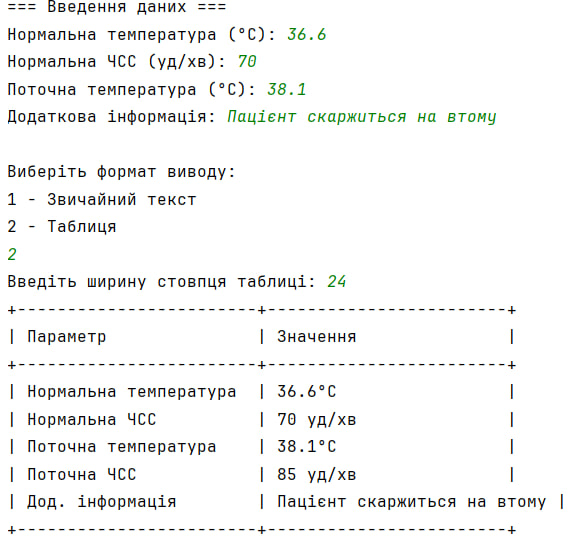 === Введення даних ===
Нормальна температура (°C): 36.6
Нормальна ЧСС (уд/хв): 70
Поточна температура (°C): 38.1
Додаткова інформація: Пацієнт скаржиться на втому
Виберіть формат виводу:
1 - Звичайний текст
2 - Таблиця
2
Введіть ширину стовпця таблиці: 24
+------------------------+------------------------+
| Параметр               | Значення               |
+------------------------+------------------------+
| Нормальна температура  | 36.6°C                 |
| Нормальна ЧСС          | 70 уд/хв               |
| Поточна температура    | 38.1°C                 |
| Поточна ЧСС            | 85 уд/хв               |
| Дод. інформація        | Пацієнт скаржиться на втому |
+------------------------+------------------------+